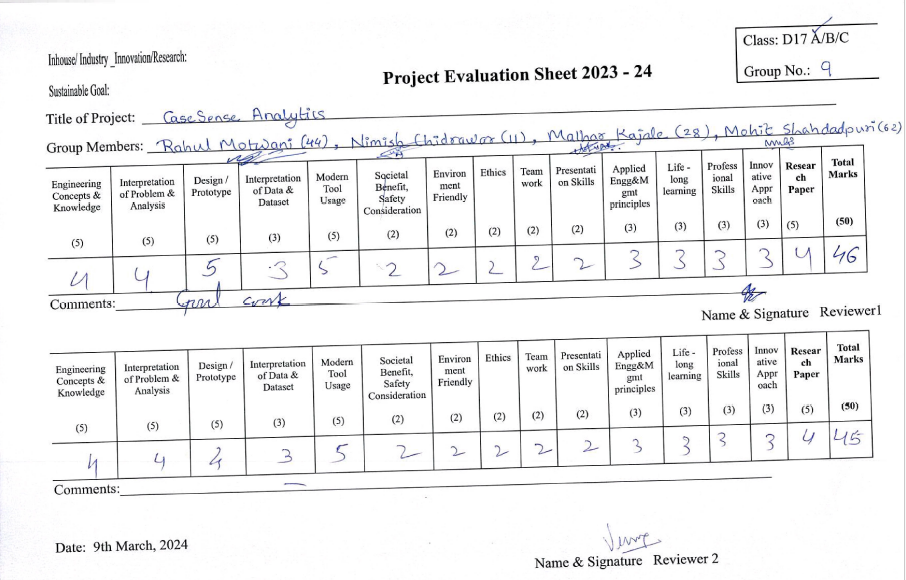 Inhouse/ Industry _Innovation/Research:
Class: D17 A/B/C
Project Evaluation Sheet 2023 - 24
Group No.: 9
Sustainable Goal:
Title of Project: CaseSense Analytics
Group Members: Rahul Motwani (44), Nimish Chidrawar (11), Malhar Kajale (28), Mohit Shahdadpuri (62)
Engineering Concepts & Knowledge (5) Interpretation of Problem & Analysis (5) Design / Prototype (5) Interpretation of Data & Dataset (3) Modern Tool Usage (5) Societal Benefit, Safety Consideration (2) Environ ment Friendly (2) Ethics (2) Team work (2) Presentati on Skills (2) Applied Engg&M gmt principles (3) Life - long learning (3) Profess ional Skills (3) Innov ative Appr oach (3) Resear ch Paper (5) Total Marks (50)
4 4 5 3 5 2 2 2 2 2 3 3 3 3 4 46
Comments: Good work
Name & Signature Reviewer1
Engineering Concepts & Knowledge (5) Interpretation of Problem & Analysis (5) Design / Prototype (5) Interpretation of Data & Dataset (3) Modern Tool Usage (5) Societal Benefit, Safety Consideration (2) Environ ment Friendly (2) Ethics (2) Team work (2) Presentati on Skills (2) Applied Engg&M gmt principles (3) Life - long learning (3) Profess ional Skills (3) Innov ative Appr oach (3) Resear ch Paper (5) Total Marks (50)
4 4 4 3 5 2 2 2 2 2 3 3 3 3 4 45
Comments:
Date: 9th March, 2024
Name & Signature Reviewer 2